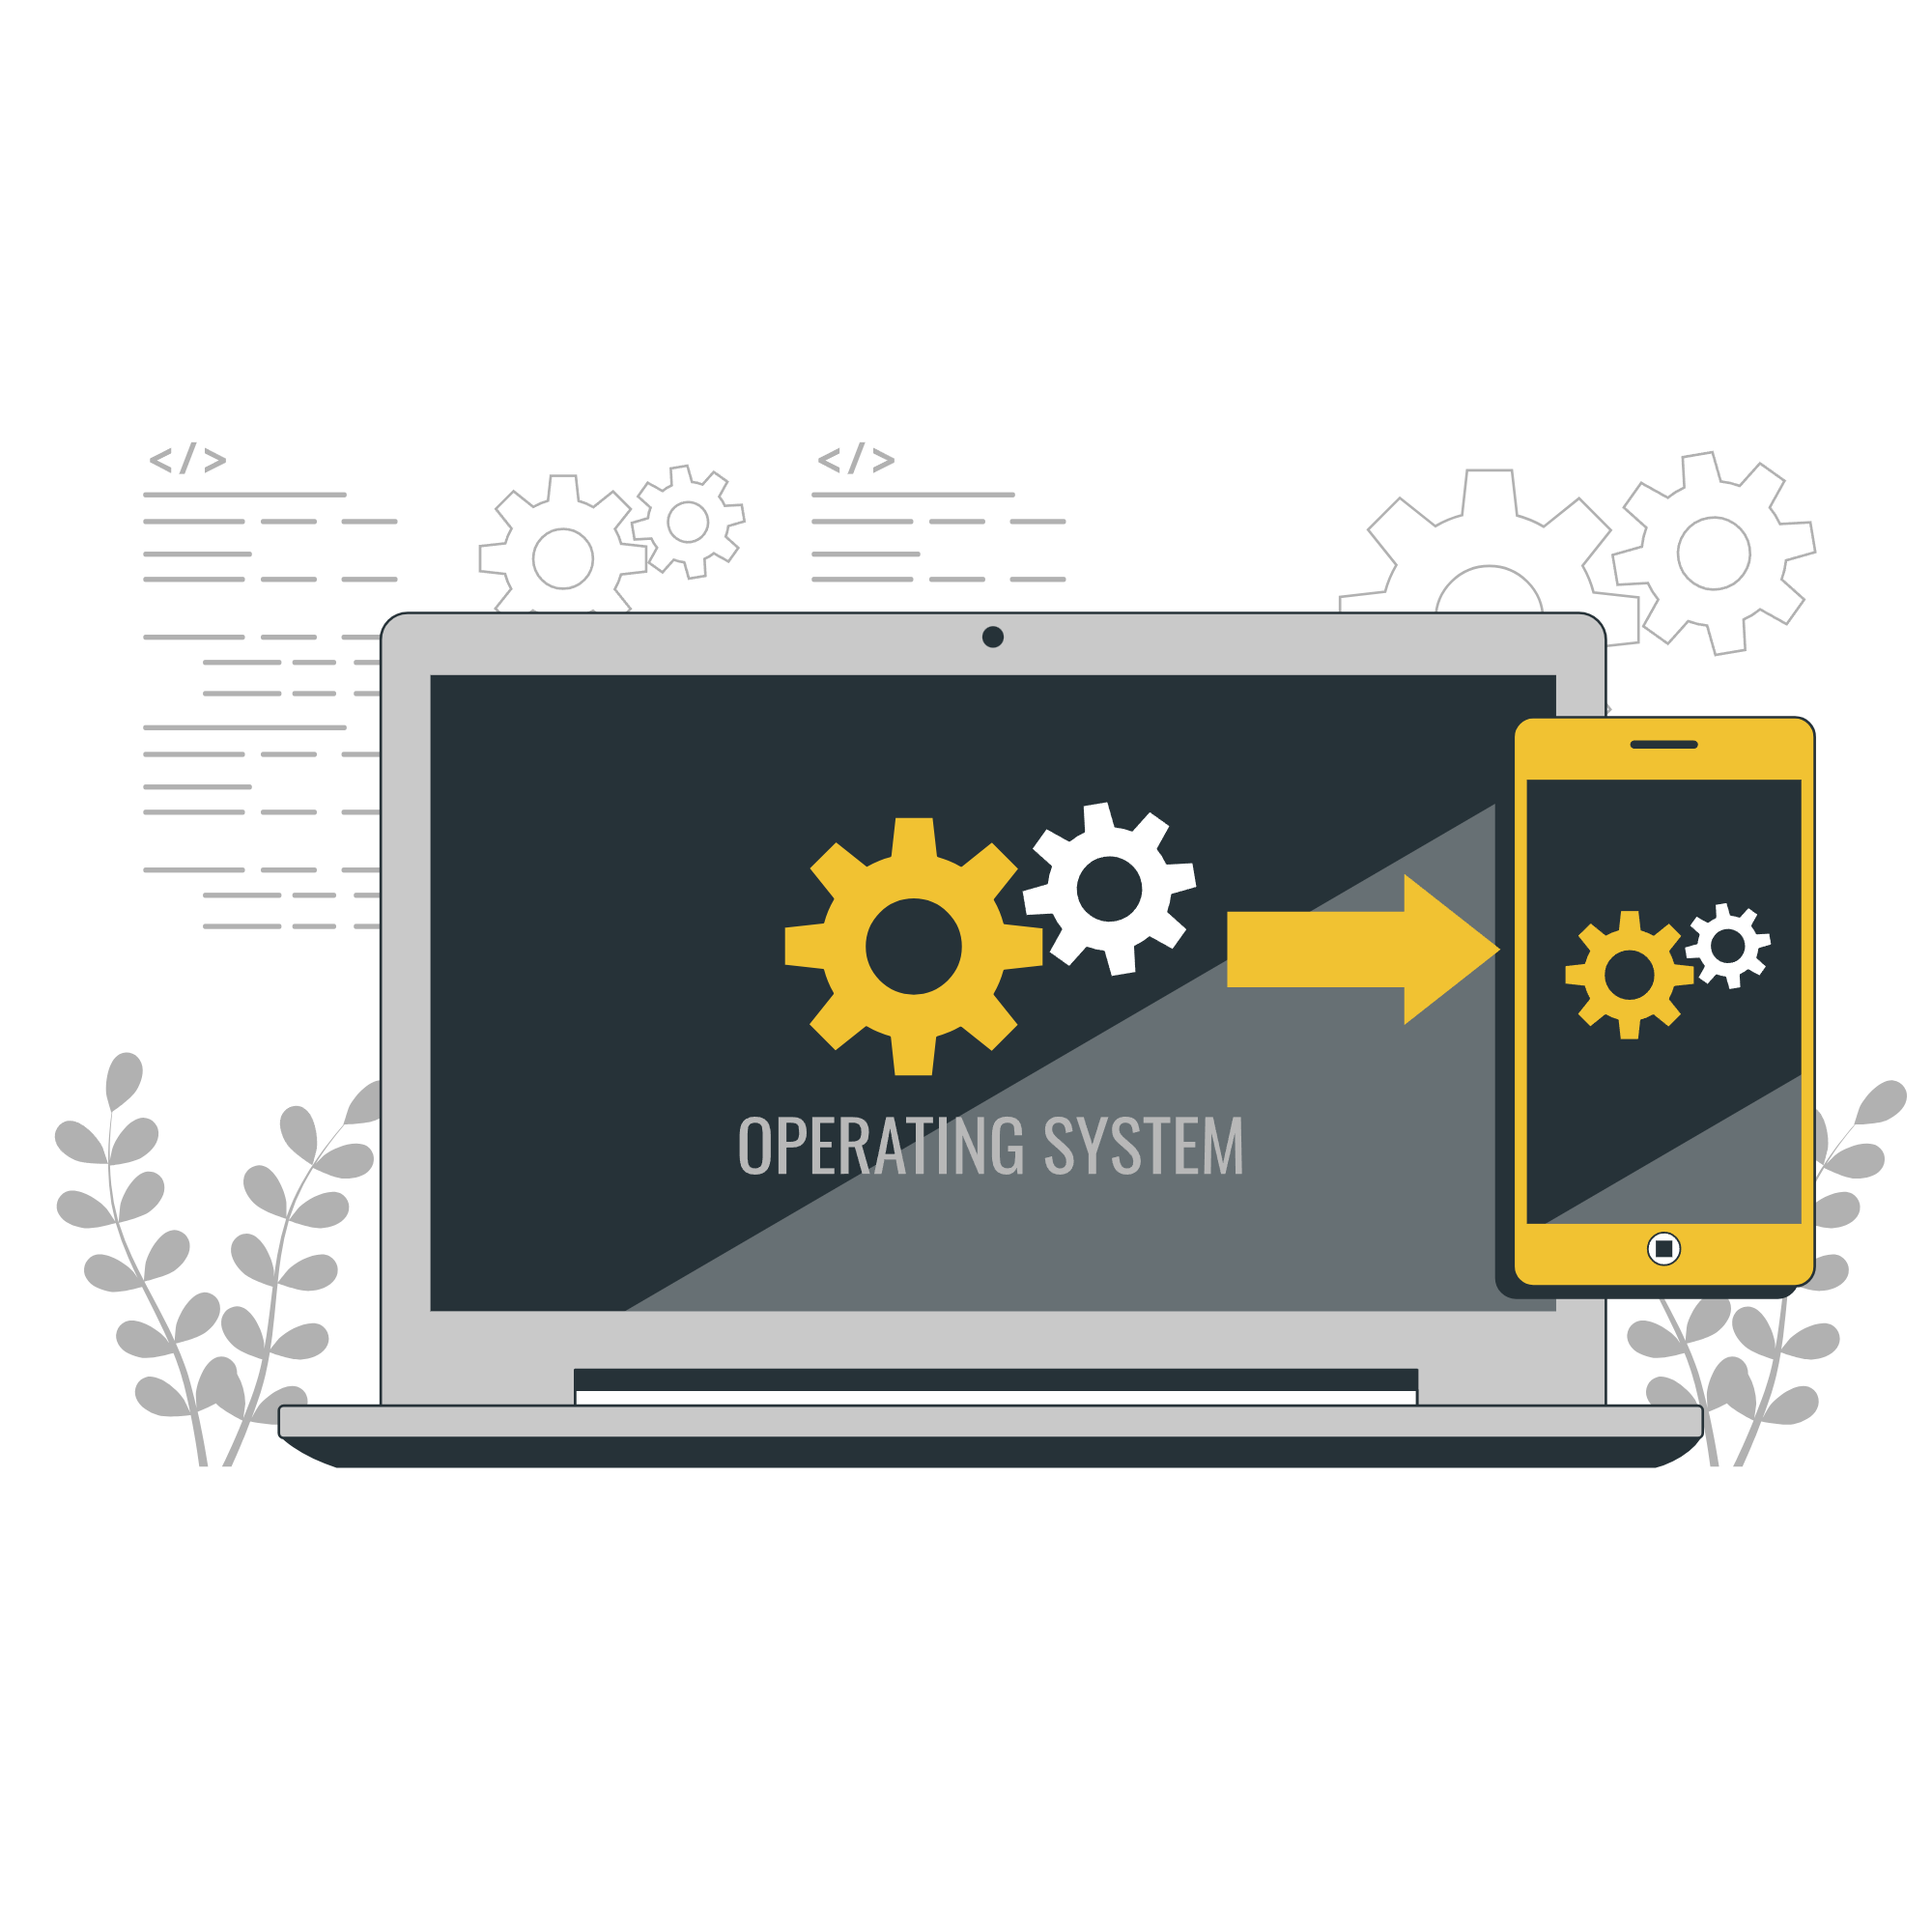 </> </>
OPERATING SYSTEM